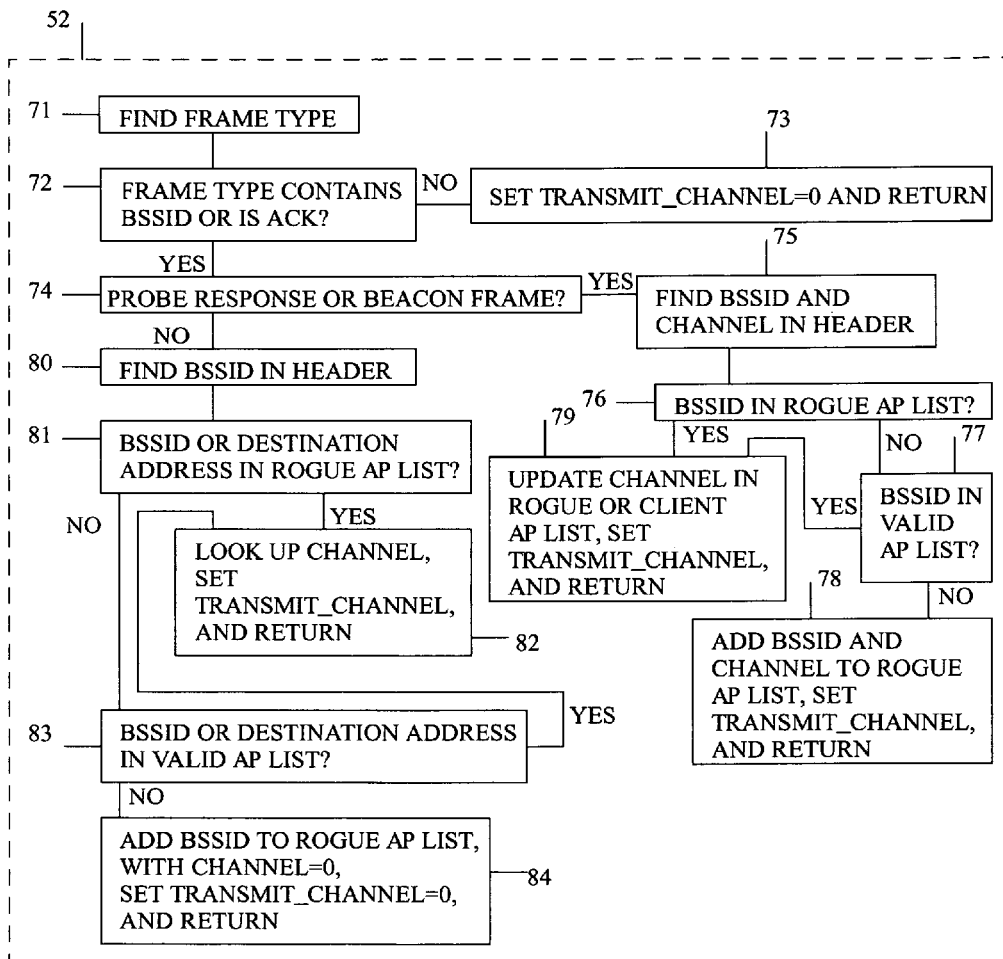 52
71
FIND FRAME TYPE
73
72
FRAME TYPE CONTAINS
BSSID OR IS ACK?
NO
SET TRANSMIT_CHANNEL=0 AND RETURN
75
YES
74
PROBE RESPONSE OR BEACON FRAME?
YES
FIND BSSID AND
CHANNEL IN HEADER
NO
80
FIND BSSID IN HEADER
76
BSSID IN ROGUE AP LIST?
79
81
BSSID OR DESTINATION
ADDRESS IN ROGUE AP LIST?
YES
NO
77
UPDATE CHANNEL IN
ROGUE OR CLIENT
AP LIST, SET
TRANSMIT_CHANNEL,
AND RETURN
YES
BSSID IN
VALID
AP LIST?
NO
YES
LOOK UP CHANNEL,
SET
TRANSMIT_CHANNEL,
AND RETURN
82
78
NO
ADD BSSID AND
CHANNEL TO ROGUE
AP LIST, SET
TRANSMIT_CHANNEL,
AND RETURN
YES
83
BSSID OR DESTINATION ADDRESS
IN VALID AP LIST?
NO
ADD BSSID TO ROGUE AP LIST,
WITH CHANNEL=0,
SET TRANSMIT_CHANNEL=0,
AND RETURN
84